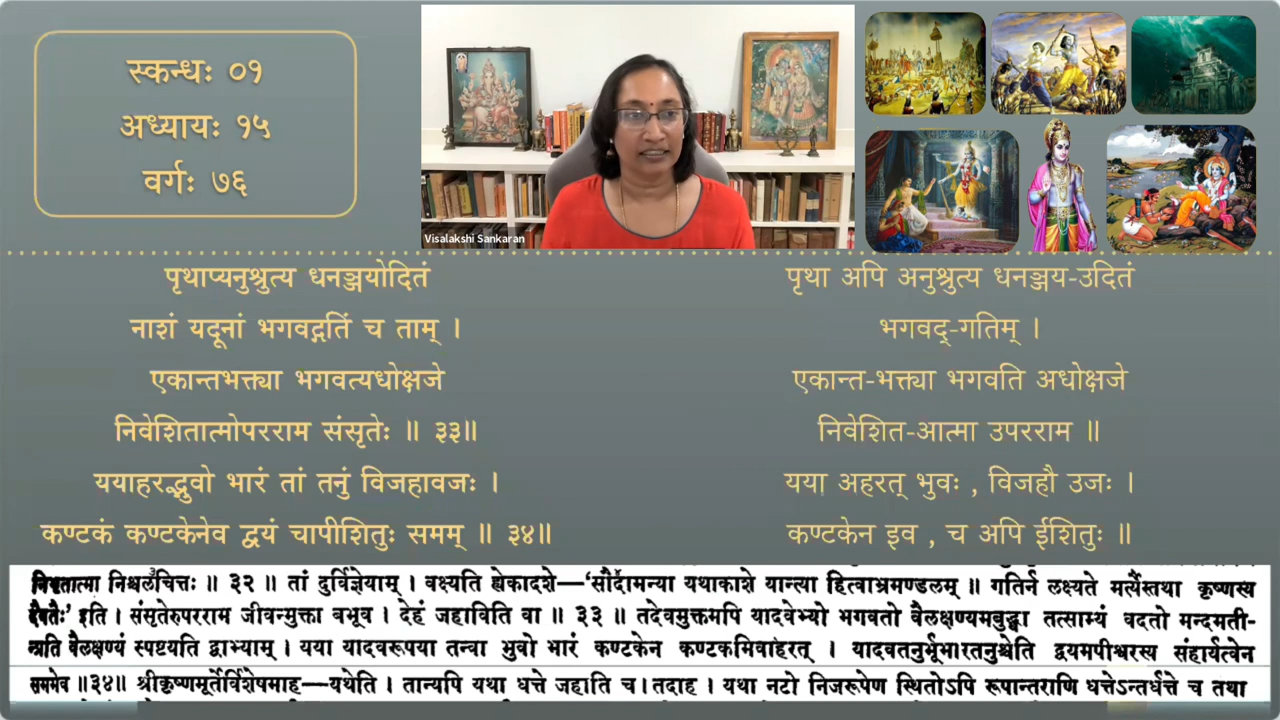 स्कन्धः ०१
अध्यायः १५
वर्गः ७६
Visalakshi Sankaran
पृथाप्यनुश्रुत्य धनञ्जयोदितं
नाशं यदूनां भगवद्गतिं च ताम् ।
एकान्तभक्त्या भगवत्यधोक्षजे
निवेशितात्मोपरराम संसृतेः ॥ ३३॥
ययाहरद्भुवो भारं तां तनुं विजहावजः ।
कण्टकं कण्टकेनेव द्वयं चापीशितुः समम् ॥ ३४॥
पृथा अपि अनुश्रुत्य धनञ्जय-उदितं
भगवद्-गतिम् ।
एकान्त-भक्त्या भगवति अधोक्षजे
निवेशित-आत्मा उपरराम ॥
यया अहरत् भुवः , विजहौ उजः ।
कण्टकेन इव , च अपि ईशितुः ॥
निश्चलचित्तः ॥ ३२ ॥ तां दुर्विज्ञेयाम् । वक्ष्यति ह्येकादशे—‘सौदामन्या यथाकाशे यान्त्या हित्वाभ्रमण्डलम् ॥ गतिर्न लक्ष्यते मर्त्यैस्तथा कृष्णस्य
दैवतैः’ इति । संसृतेरुपरराम जीवन्मुक्ता बभूव । देहं जहाविति वा ॥ ३३ ॥ तदेवमुक्तमपि यादवेभ्यो भगवतो वैलक्षण्यमबुद्ध्वा तत्साम्यं वदतो मन्दमती-
न्प्रति वैलक्षण्यं स्पष्टयति द्वाभ्याम् । यया यादवरूपया तन्वा भुवो भारं कण्टकेन कण्टकमिवाहरत् । यादवतनुर्भूभारतनुश्चेति द्वयमपीश्वरस्य संहार्यत्वेन
सममेव ॥३४॥ श्रीकृष्णमूर्तेर्विशेषमाह—यथेति । तान्यपि यथा धत्ते जहाति च । तदाह । यथा नटो निजरूपेण स्थितोऽपि रूपान्तराणि धत्तेऽन्तर्धत्ते च तथा